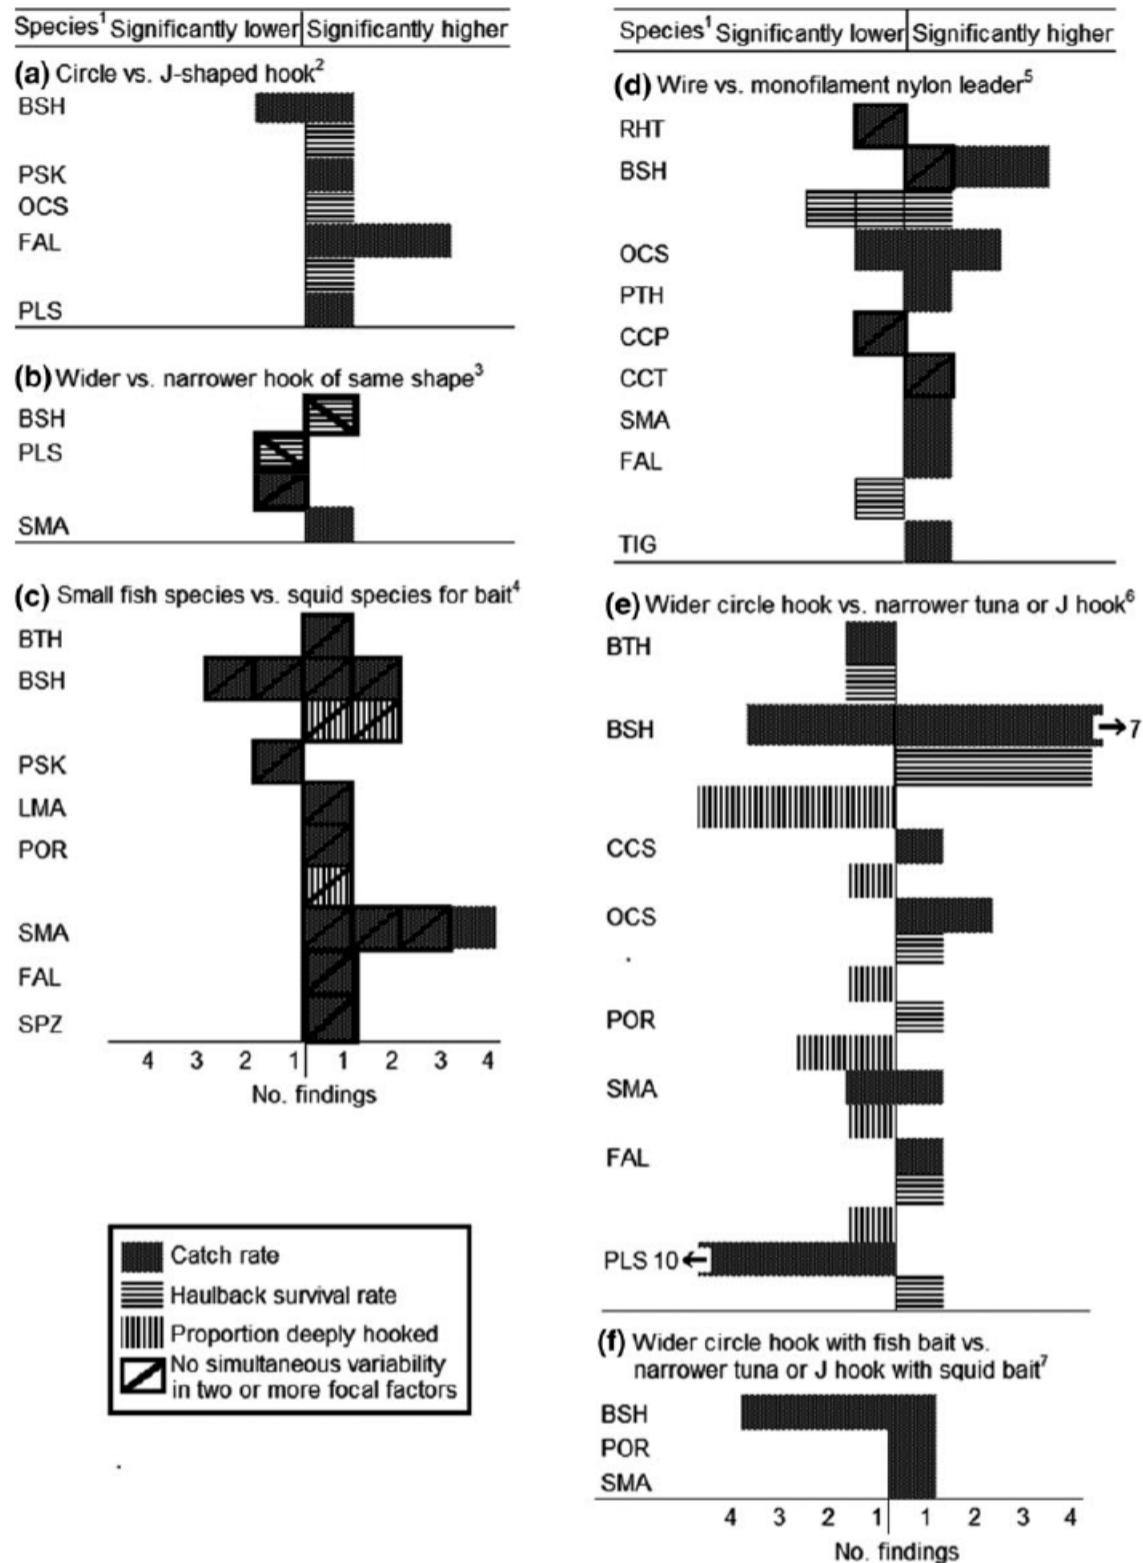 Species¹ Significantly lower Significantly higher
(a) Circle vs. J-shaped hook²
BSH
PSK
OCS
FAL
PLS
(b) Wider vs. narrower hook of same shape³
BSH
PLS
SMA
(c) Small fish species vs. squid species for bait⁴
BTH
BSH
PSK
LMA
POR
SMA
FAL
SPZ
4 3 2 1 1 2 3 4
No. findings
Catch rate
Haulback survival rate
Proportion deeply hooked
No simultaneous variability
in two or more focal factors
Species¹ Significantly lower Significantly higher
(d) Wire vs. monofilament nylon leader⁵
RHT
BSH
OCS
PTH
CCP
CCT
SMA
FAL
TIG
(e) Wider circle hook vs. narrower tuna or J hook⁶
BTH
BSH →7
CCS
OCS
POR
SMA
FAL
PLS 10←
(f) Wider circle hook with fish bait vs.
narrower tuna or J hook with squid bait⁷
BSH
POR
SMA
4 3 2 1 1 2 3 4
No. findings